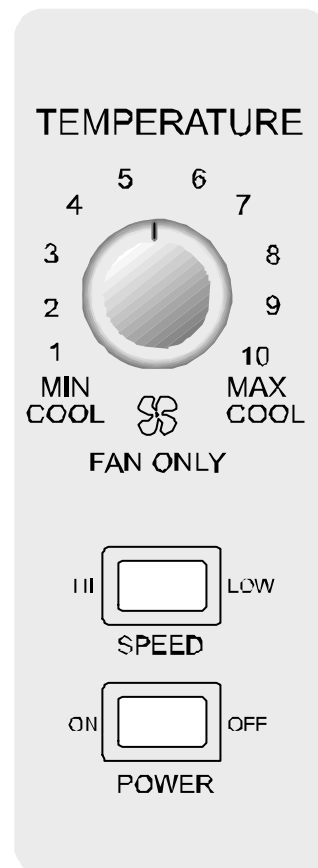 TEMPERATURE
5 6
4 7
3 8
2 9
1 10
MIN MAX
COOL COOL
FAN ONLY
HI LOW
SPEED
ON OFF
POWER